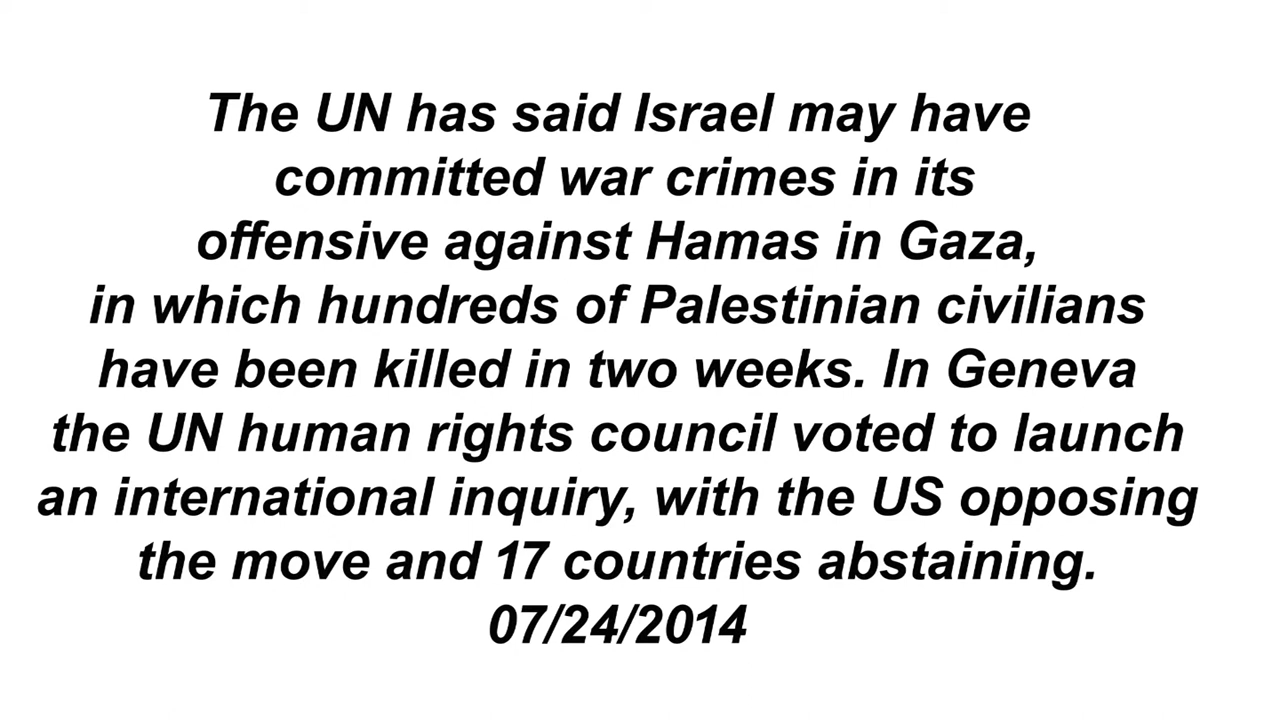 The UN has said Israel may have
committed war crimes in its
offensive against Hamas in Gaza,
in which hundreds of Palestinian civilians
have been killed in two weeks. In Geneva
the UN human rights council voted to launch
an international inquiry, with the US opposing
the move and 17 countries abstaining.
07/24/2014